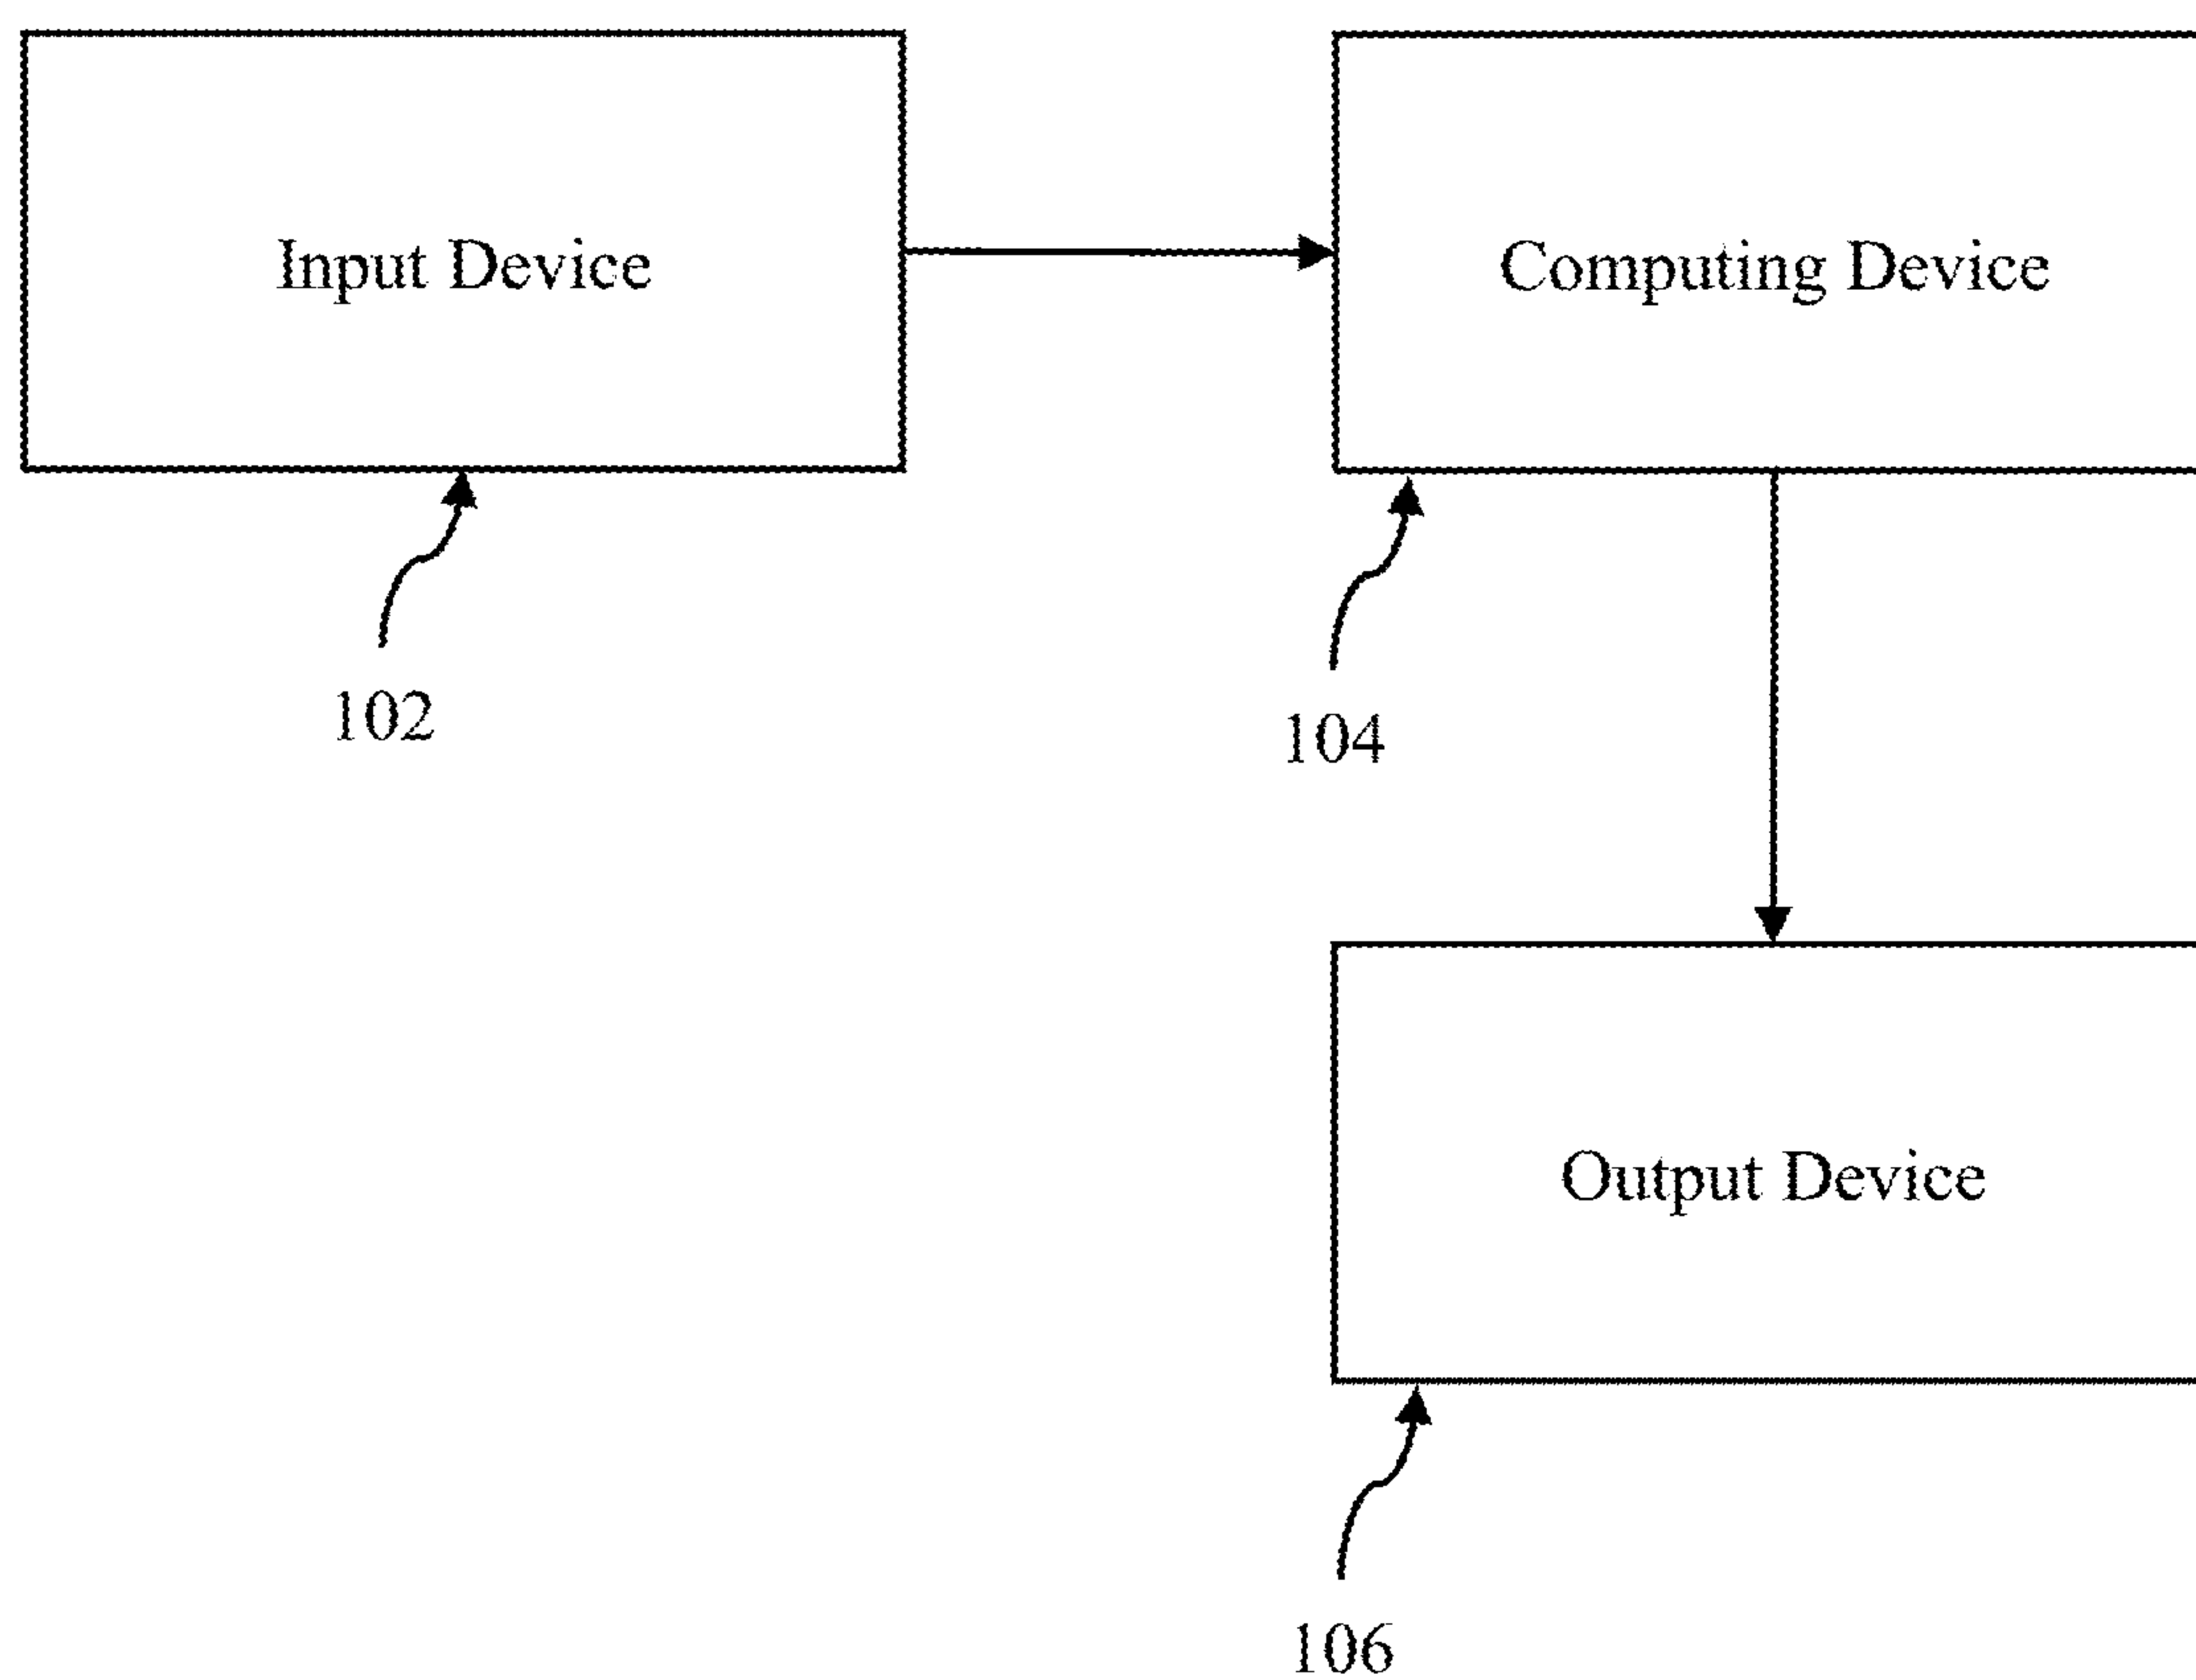 Input Device
Computing Device
102
104
Output Device
106